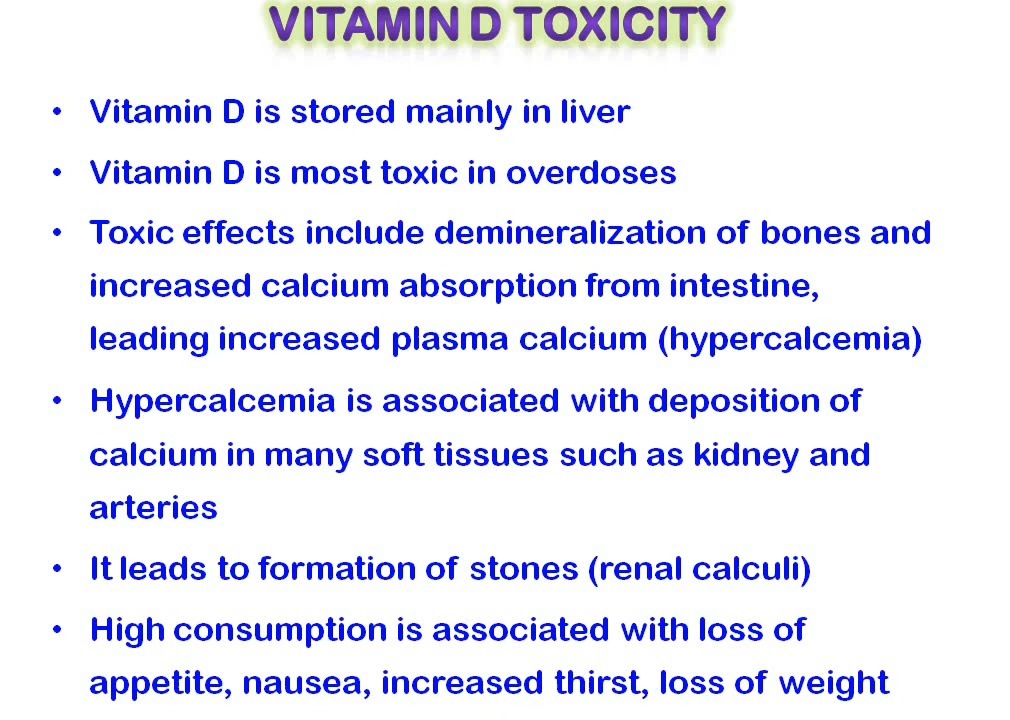 VITAMIN D TOXICITY
• Vitamin D is stored mainly in liver
• Vitamin D is most toxic in overdoses
• Toxic effects include demineralization of bones and
increased calcium absorption from intestine,
leading increased plasma calcium (hypercalcemia)
• Hypercalcemia is associated with deposition of
calcium in many soft tissues such as kidney and
arteries
• It leads to formation of stones (renal calculi)
• High consumption is associated with loss of
appetite, nausea, increased thirst, loss of weight